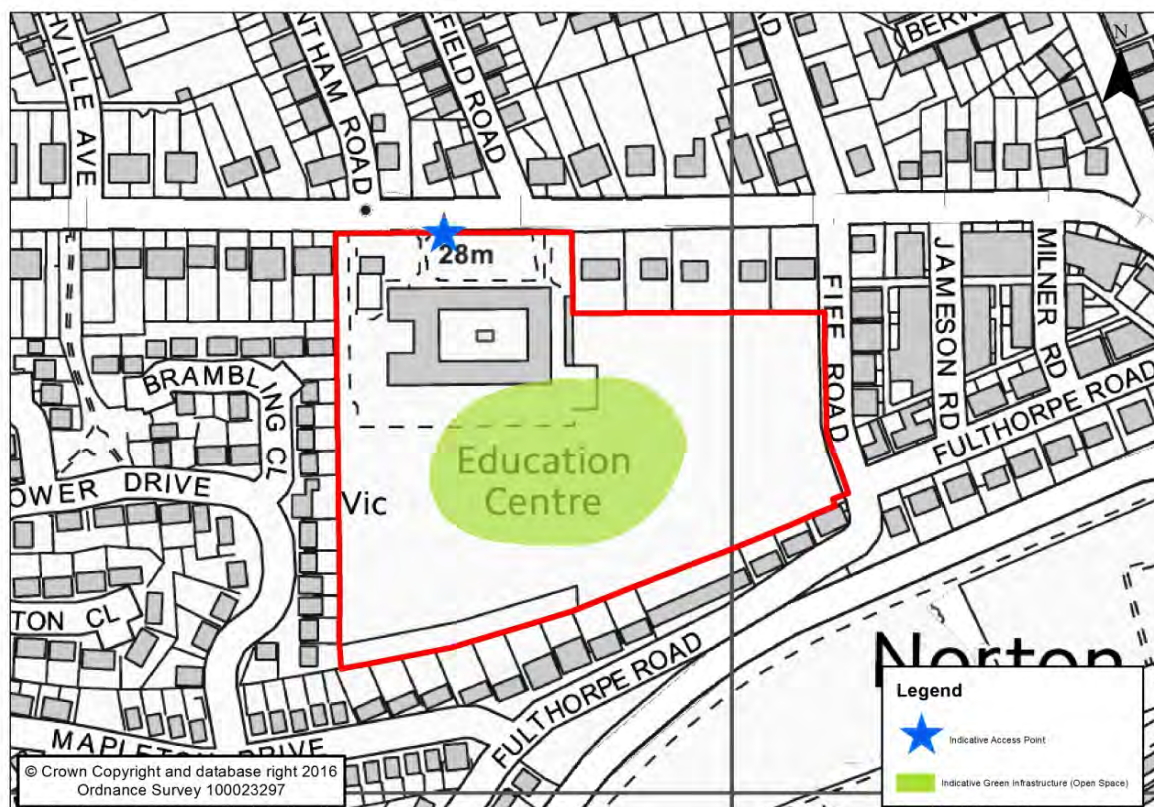 HVILLE AVE
NTHAM ROAD
FIELD ROAD
AD
BERW
N
28m
BRAMBLING CL
OWER DRIVE
TON CL
Vic
Education
Centre
FIFE ROAD
JAMESON RD
MILNER
RD
FULTHORPE ROAD
FULTHORPE ROAD
MAPLETON DRIVE
Norton
Legend
Indicative Access Point
Indicative Green Infrastructure (Open Space)
© Crown Copyright and database right 2016
Ordnance Survey 100023297